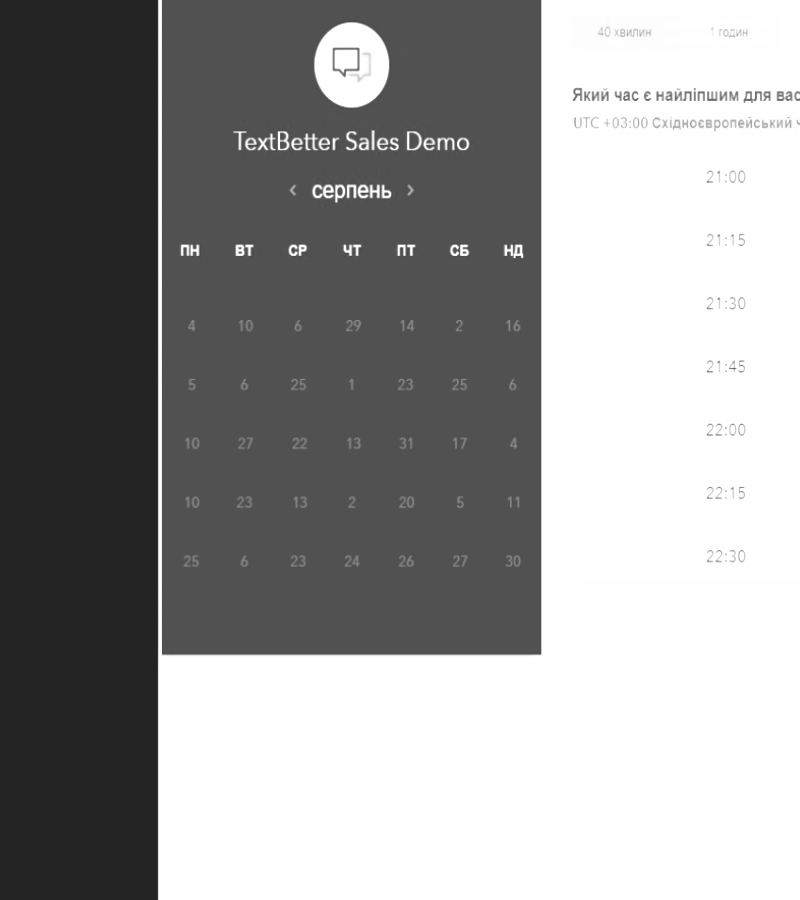 TextBetter Sales Demo
серпень
ПН ВТ СР ЧТ ПТ СБ НД
4 10 6 29 14 2 16
5 6 25 1 23 25 6
10 27 22 13 31 17 4
10 23 13 2 20 5 11
25 6 23 24 26 27 30
40 хвилин 1 годин
Який час є найліпшим для вас
UTC +03:00 Східноєвропейський
21:00
21:15
21:30
21:45
22:00
22:15
22:30